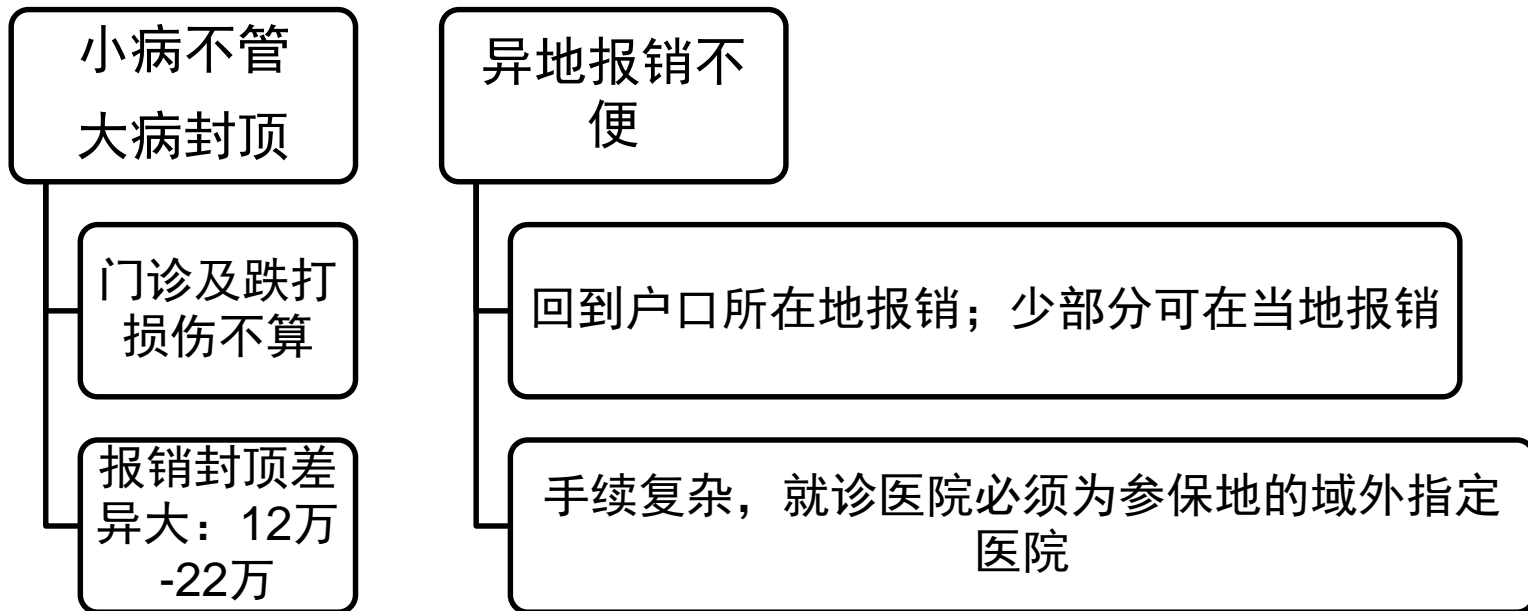 小病不管
大病封顶
门诊及跌打
损伤不算
报销封顶差
异大：12万
-22万
异地报销不
便
回到户口所在地报销；少部分可在当地报销
手续复杂，就诊医院必须为参保地的域外指定
医院